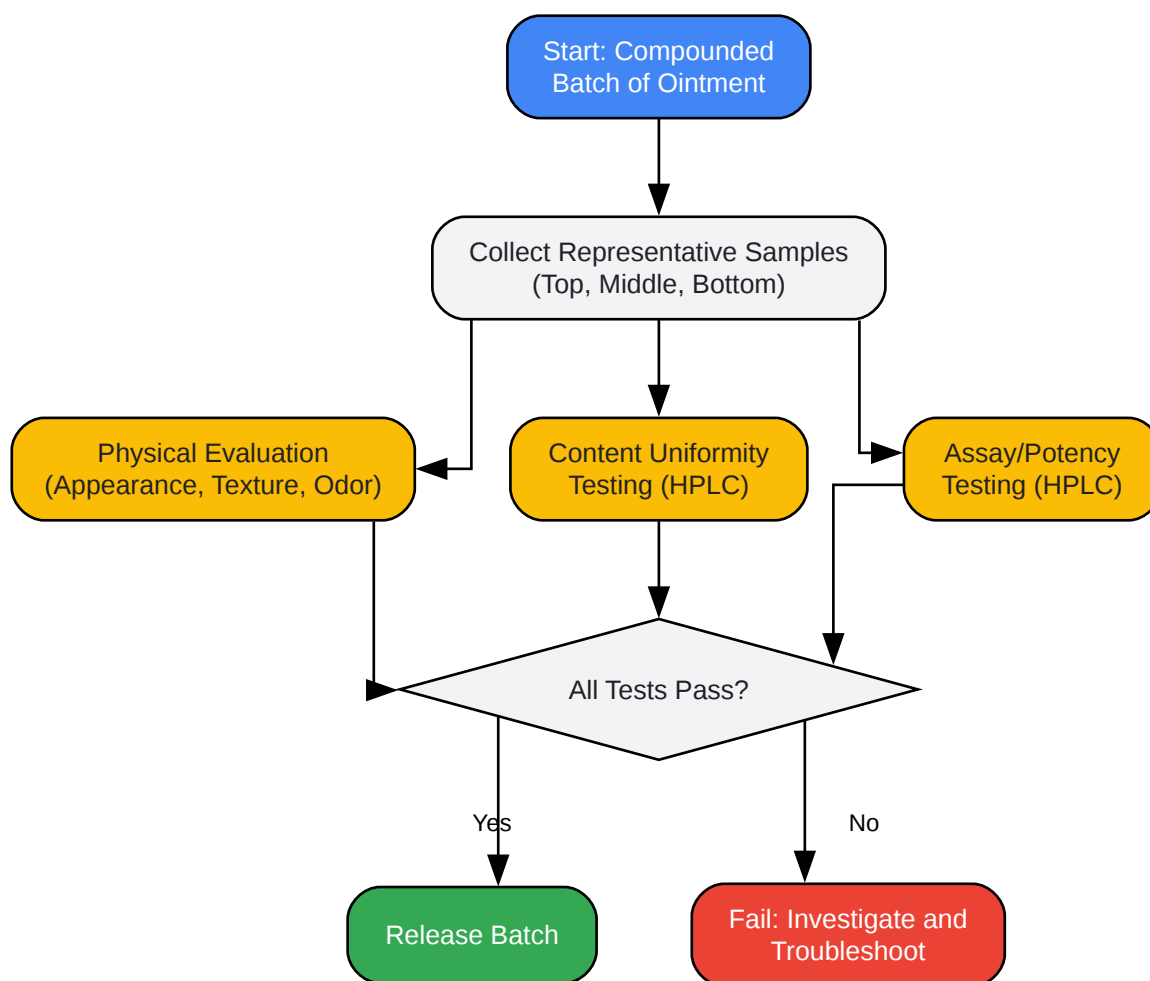 Start: Compounded
Batch of Ointment
Collect Representative Samples
(Top, Middle, Bottom)
Physical Evaluation
(Appearance, Texture, Odor)
Content Uniformity
Testing (HPLC)
Assay/Potency
Testing (HPLC)
All Tests Pass?
Yes
No
Release Batch
Fail: Investigate and
Troubleshoot